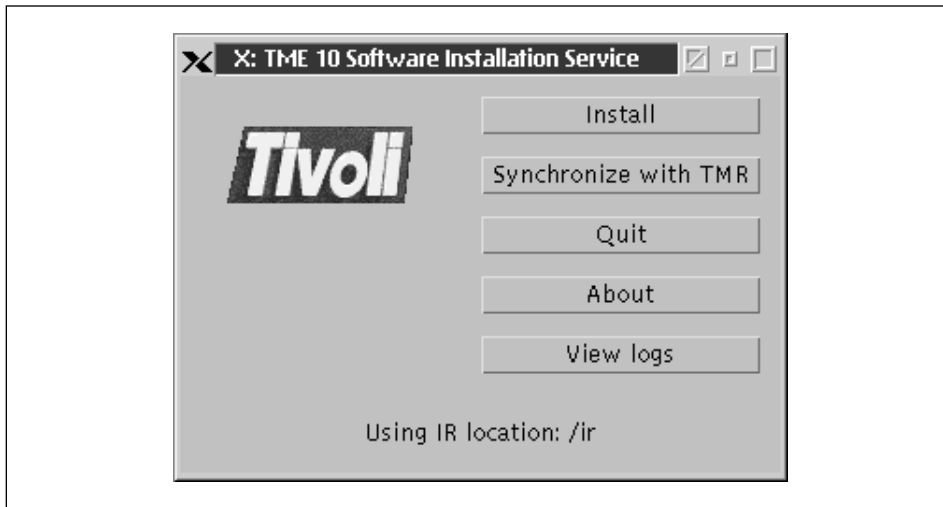 X: TME 10 Software Installation Service
Tivoli
Install
Synchronize with TMR
Quit
About
View logs
Using IR location: /ir